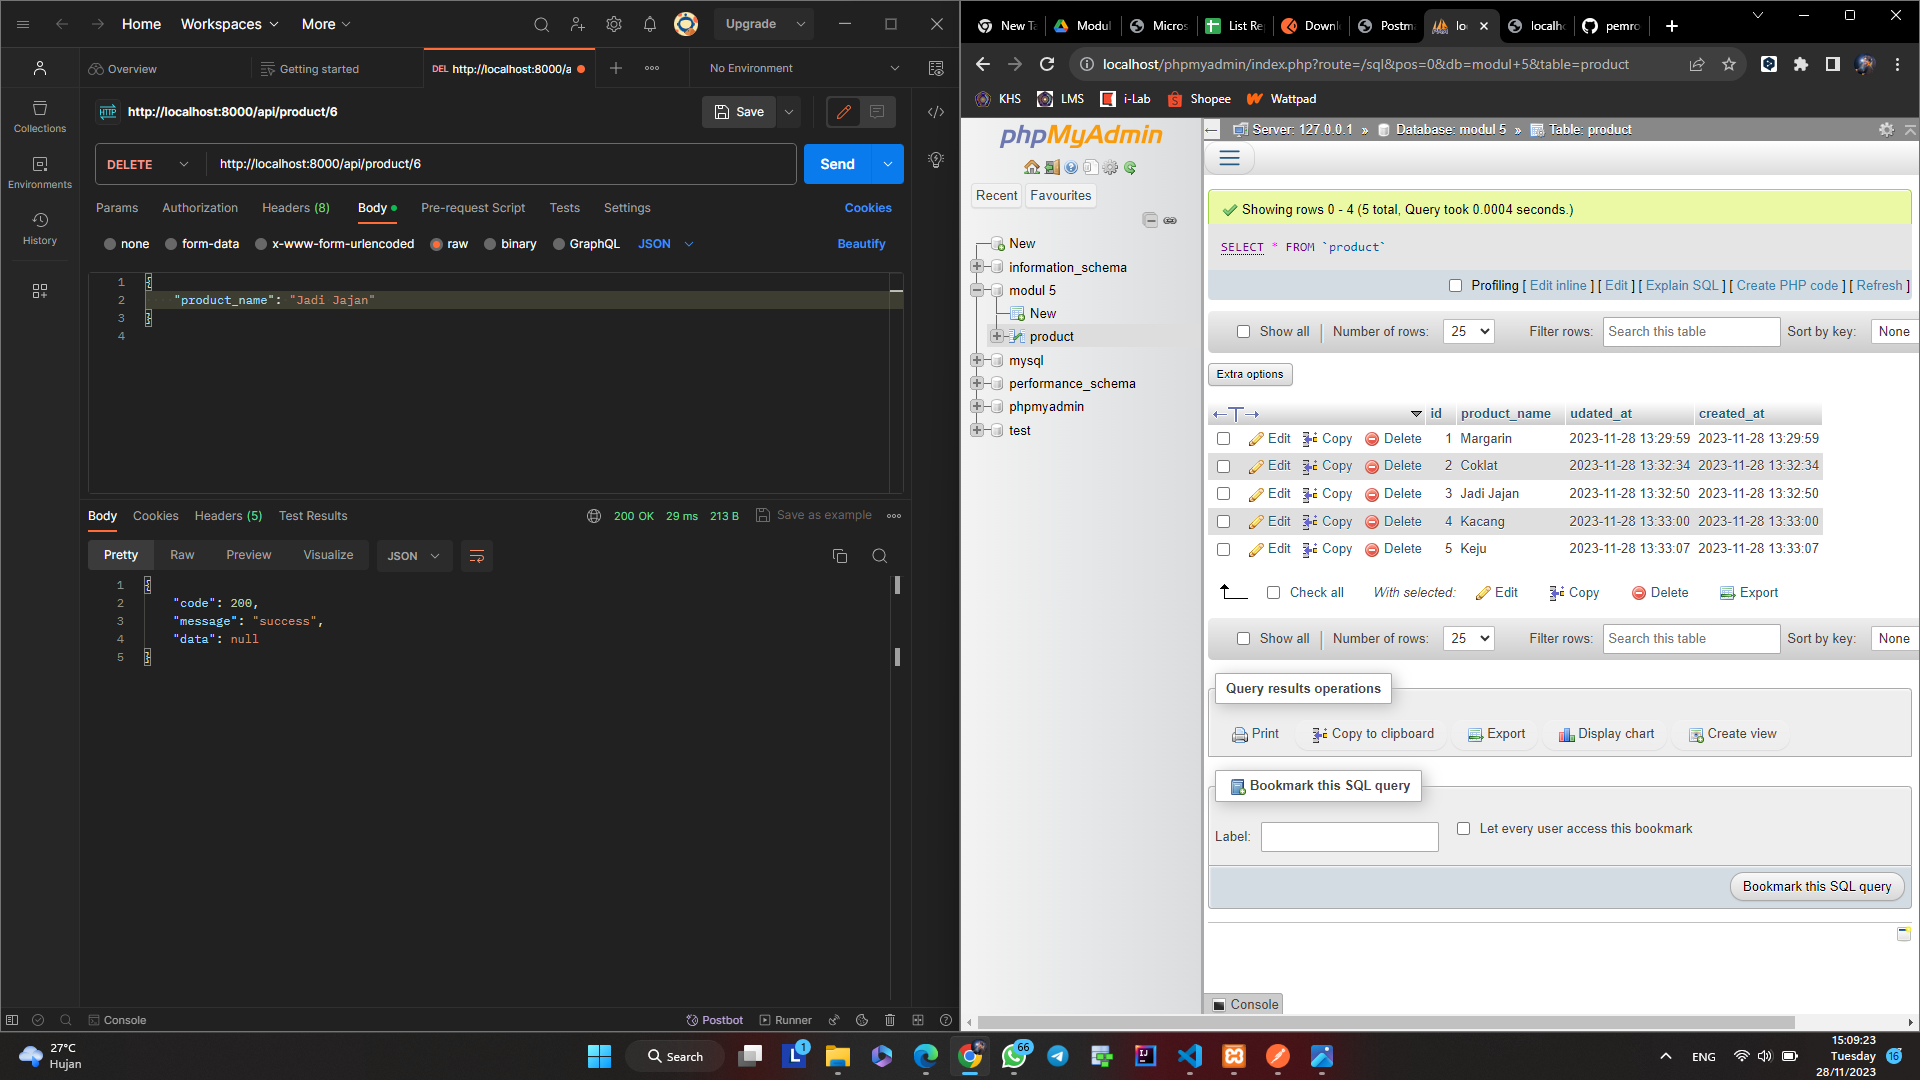 Home Workspaces More Upgrade
Overview Getting started DEL http://localhost:8000/a No Environment
Collections
Environments
History
HTTP http://localhost:8000/api/product/6 Save
DELETE http://localhost:8000/api/product/6 Send
Params Authorization Headers (8) Body Pre-request Script Tests Settings Cookies
none form-data x-www-form-urlencoded raw binary GraphQL JSON Beautify
1 {
2 "product_name": "Jadi Jajan"
3 }
4
Body Cookies Headers (5) Test Results 200 OK 29 ms 213 B Save as example
Pretty Raw Preview Visualize JSON
1 {
2 "code": 200,
3 "message": "success",
4 "data": null
5 }
Console Postbot Runner
New Ta Modul Micros List Re Downl Postm lo localh pemro
localhost/phpmyadmin/index.php?route=/sql&pos=0&db=modul+5&table=product
KHS LMS i-Lab Shopee Wattpad
phpMyAdmin
Recent Favourites
New
information_schema
modul 5
New
product
mysql
performance_schema
phpmyadmin
test
Server: 127.0.0.1 » Database: modul 5 » Table: product
Showing rows 0 - 4 (5 total, Query took 0.0004 seconds.)
SELECT * FROM `product`
Profiling [ Edit inline ] [ Edit ] [ Explain SQL ] [ Create PHP code ] [ Refresh ]
Show all Number of rows: 25 Filter rows: Search this table Sort by key: None
Extra options
id product_name udated_at created_at
Edit Copy Delete 1 Margarin 2023-11-28 13:29:59 2023-11-28 13:29:59
Edit Copy Delete 2 Coklat 2023-11-28 13:32:34 2023-11-28 13:32:34
Edit Copy Delete 3 Jadi Jajan 2023-11-28 13:32:50 2023-11-28 13:32:50
Edit Copy Delete 4 Kacang 2023-11-28 13:33:00 2023-11-28 13:33:00
Edit Copy Delete 5 Keju 2023-11-28 13:33:07 2023-11-28 13:33:07
Check all With selected: Edit Copy Delete Export
Show all Number of rows: 25 Filter rows: Search this table Sort by key: None
Query results operations
Print Copy to clipboard Export Display chart Create view
Bookmark this SQL query
Label: Let every user access this bookmark
Bookmark this SQL query
Console
27°C
Hujan
Search
1
66
ENG
15:09:23
Tuesday
28/11/2023
16